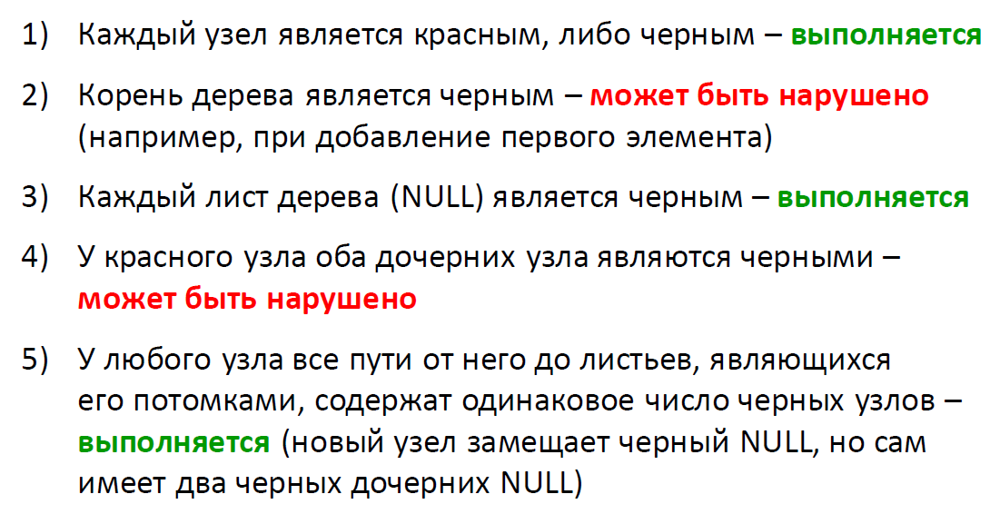 1) Каждый узел является красным, либо черным – выполняется
2) Корень дерева является черным – может быть нарушено
(например, при добавление первого элемента)
3) Каждый лист дерева (NULL) является черным – выполняется
4) У красного узла оба дочерних узла являются черными –
может быть нарушено
5) У любого узла все пути от него до листьев, являющихся
его потомками, содержат одинаковое число черных узлов –
выполняется (новый узел замещает черный NULL, но сам
имеет два черных дочерних NULL)